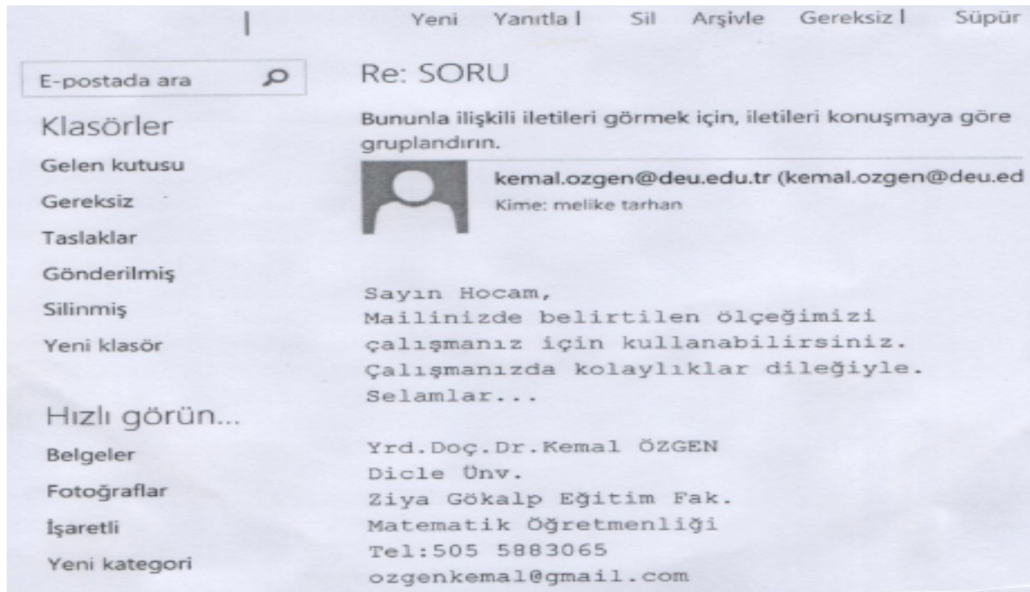 Yeni Yanıtla Sil Arşivle Gereksiz Süpür
E-postada ara
Klasörler
Gelen kutusu
Gereksiz
Taslaklar
Gönderilmiş
Silinmiş
Yeni klasör
Hızlı görün...
Belgeler
Fotoğraflar
İşaretli
Yeni kategori
Re: SORU
Bununla ilişkili iletileri görmek için, iletileri konuşmaya göre
gruplandırın.
kemal.ozgen@deu.edu.tr (kemal.ozgen@deu.ed
Kime: melike tarhan
Sayın Hocam,
Mailinizde belirtilen ölçeğimizi
çalışmanız için kullanabilirsiniz.
Çalışmanızda kolaylıklar dileğiyle.
Selamlar...
Yrd.Doç.Dr.Kemal ÖZGEN
Dicle Ünv.
Ziya Gökalp Eğitim Fak.
Matematik Öğretmenliği
Tel:505 5883065
ozgenkemal@gmail.com